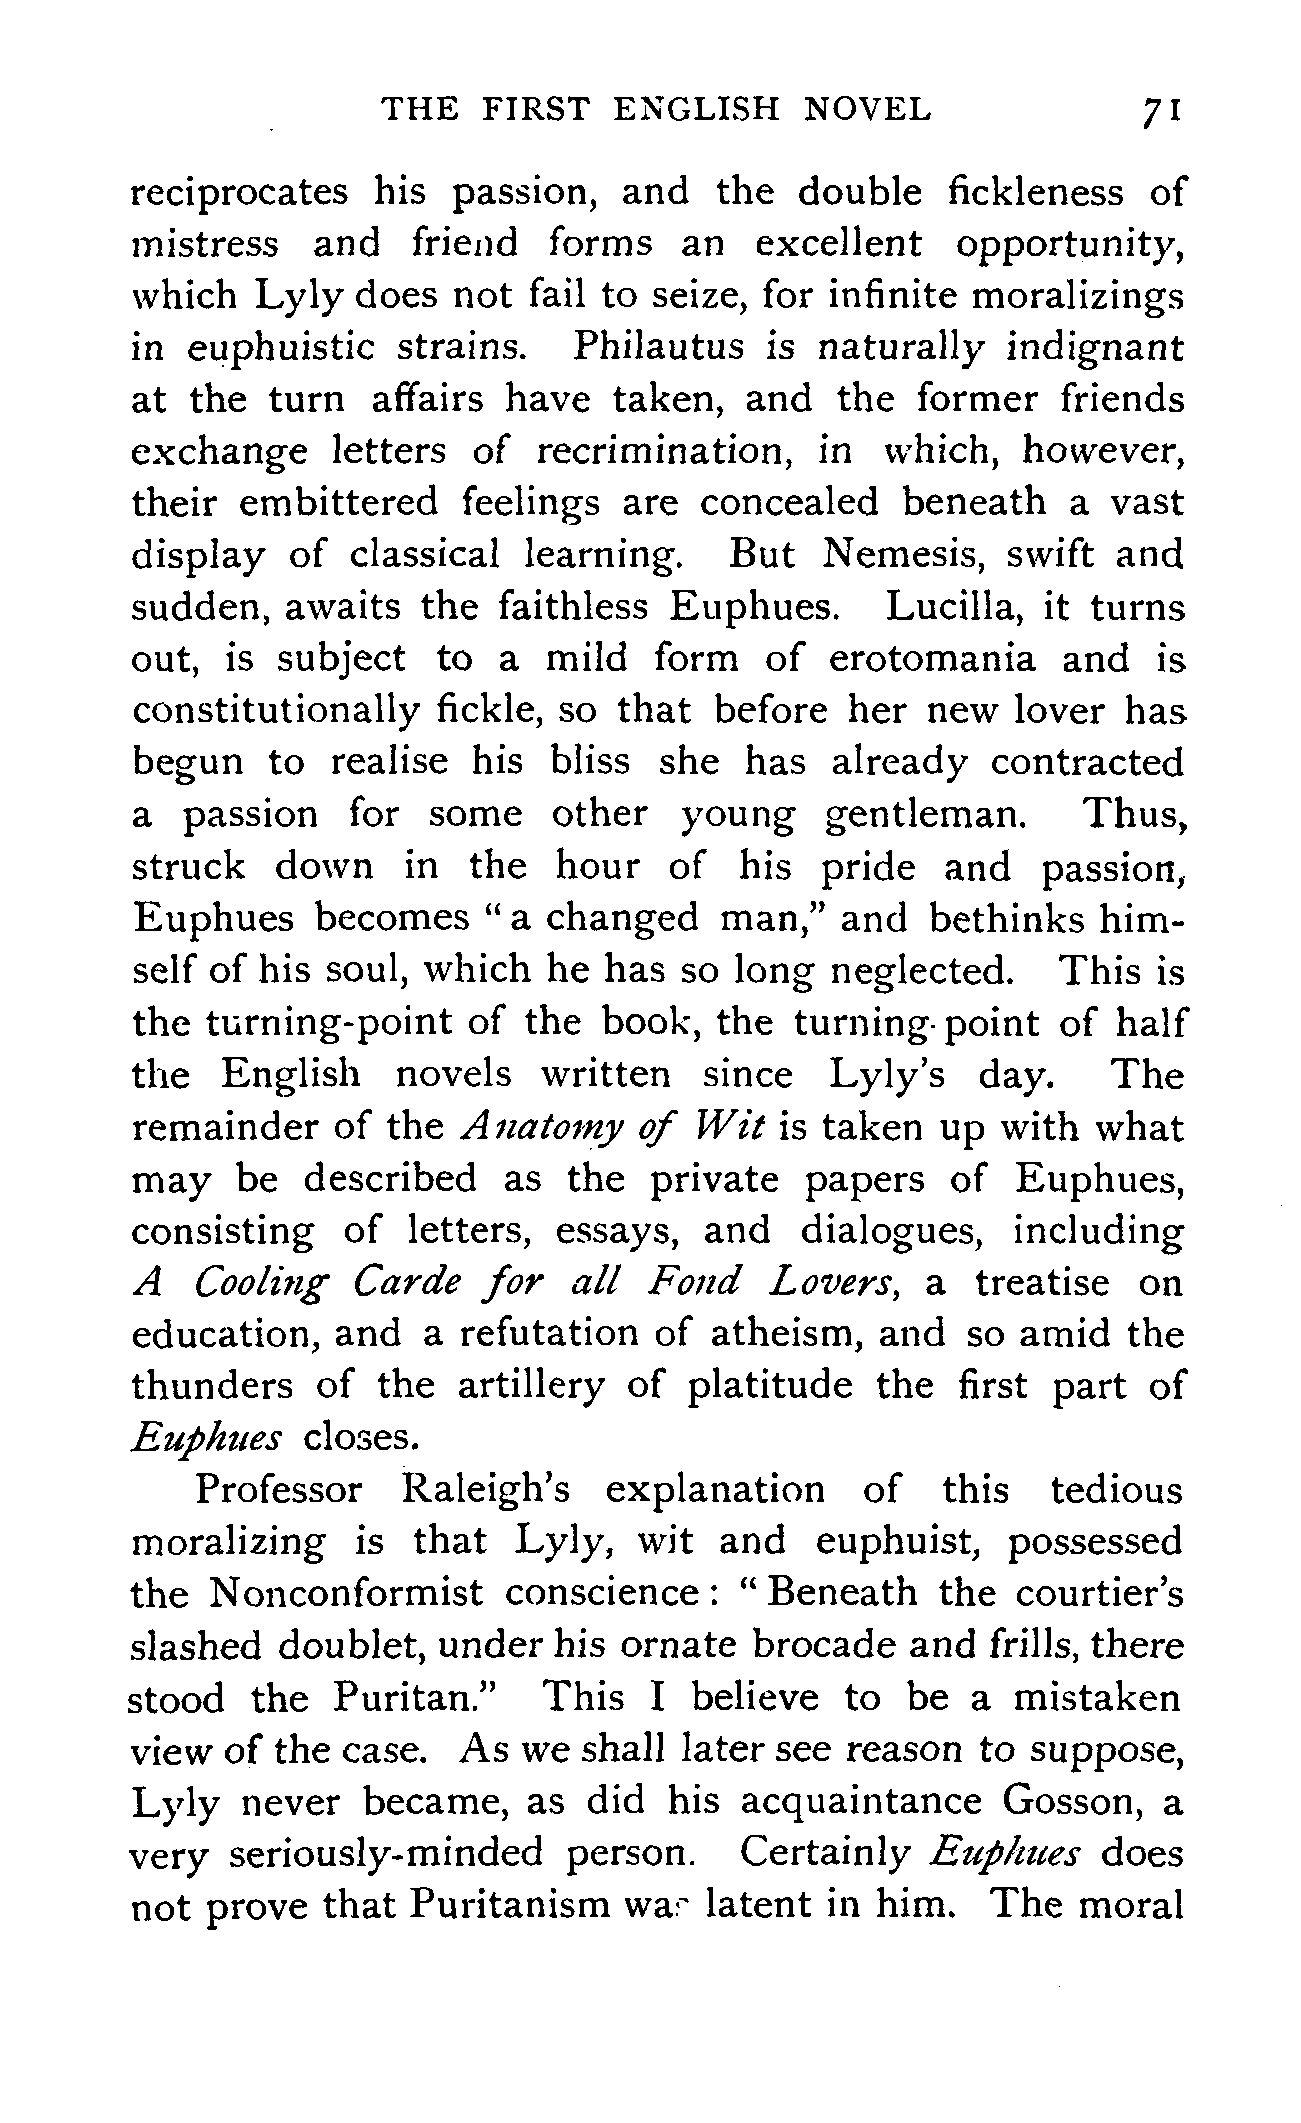 THE FIRST ENGLISH NOVEL 71
reciprocates his passion, and the double fickleness of
mistress and friend forms an excellent opportunity,
which Lyly does not fail to seize, for infinite moralizings
in euphuistic strains. Philautus is naturally indignant
at the turn affairs have taken, and the former friends
exchange letters of recrimination, in which, however,
their embittered feelings are concealed beneath a vast
display of classical learning. But Nemesis, swift and
sudden, awaits the faithless Euphues. Lucilla, it turns
out, is subject to a mild form of erotomania and is
constitutionally fickle, so that before her new lover has
begun to realise his bliss she has already contracted
a passion for some other young gentleman. Thus,
struck down in the hour of his pride and passion,
Euphues becomes “ a changed man,” and bethinks him-
self of his soul, which he has so long neglected. This is
the turning-point of the book, the turning-point of half
the English novels written since Lyly’s day. The
remainder of the Anatomy of Wit is taken up with what
may be described as the private papers of Euphues,
consisting of letters, essays, and dialogues, including
A Cooling Carde for all Fond Lovers, a treatise on
education, and a refutation of atheism, and so amid the
thunders of the artillery of platitude the first part of
Euphues closes.
Professor Raleigh’s explanation of this tedious
moralizing is that Lyly, wit and euphuist, possessed
the Nonconformist conscience : “ Beneath the courtier’s
slashed doublet, under his ornate brocade and frills, there
stood the Puritan.” This I believe to be a mistaken
view of the case. As we shall later see reason to suppose,
Lyly never became, as did his acquaintance Gosson, a
very seriously-minded person. Certainly Euphues does
not prove that Puritanism was latent in him. The moral